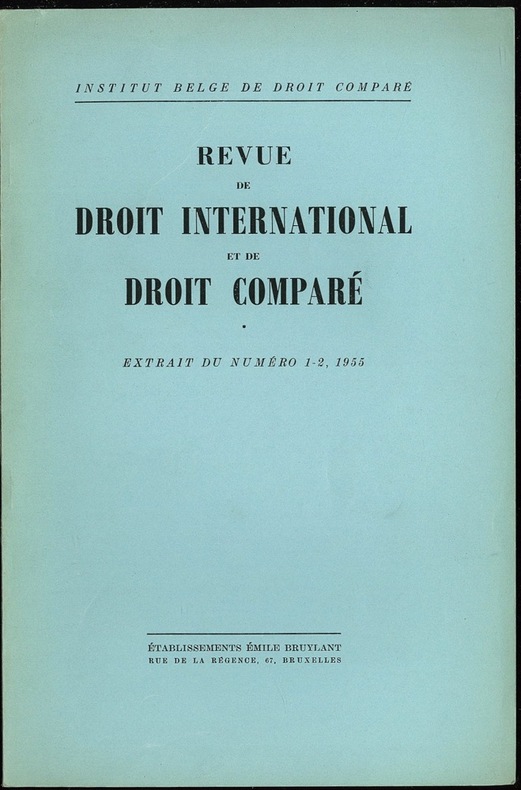 INSTITUT BELGE DE DROIT COMPARÉ
REVUE
DE
DROIT INTERNATIONAL
ET DE
DROIT COMPARÉ
•
EXTRAIT DU NUMÉRO 1-2, 1955
ÉTABLISSEMENTS ÉMILE BRUYLANT
RUE DE LA RÉGENCE, 67, BRUXELLES